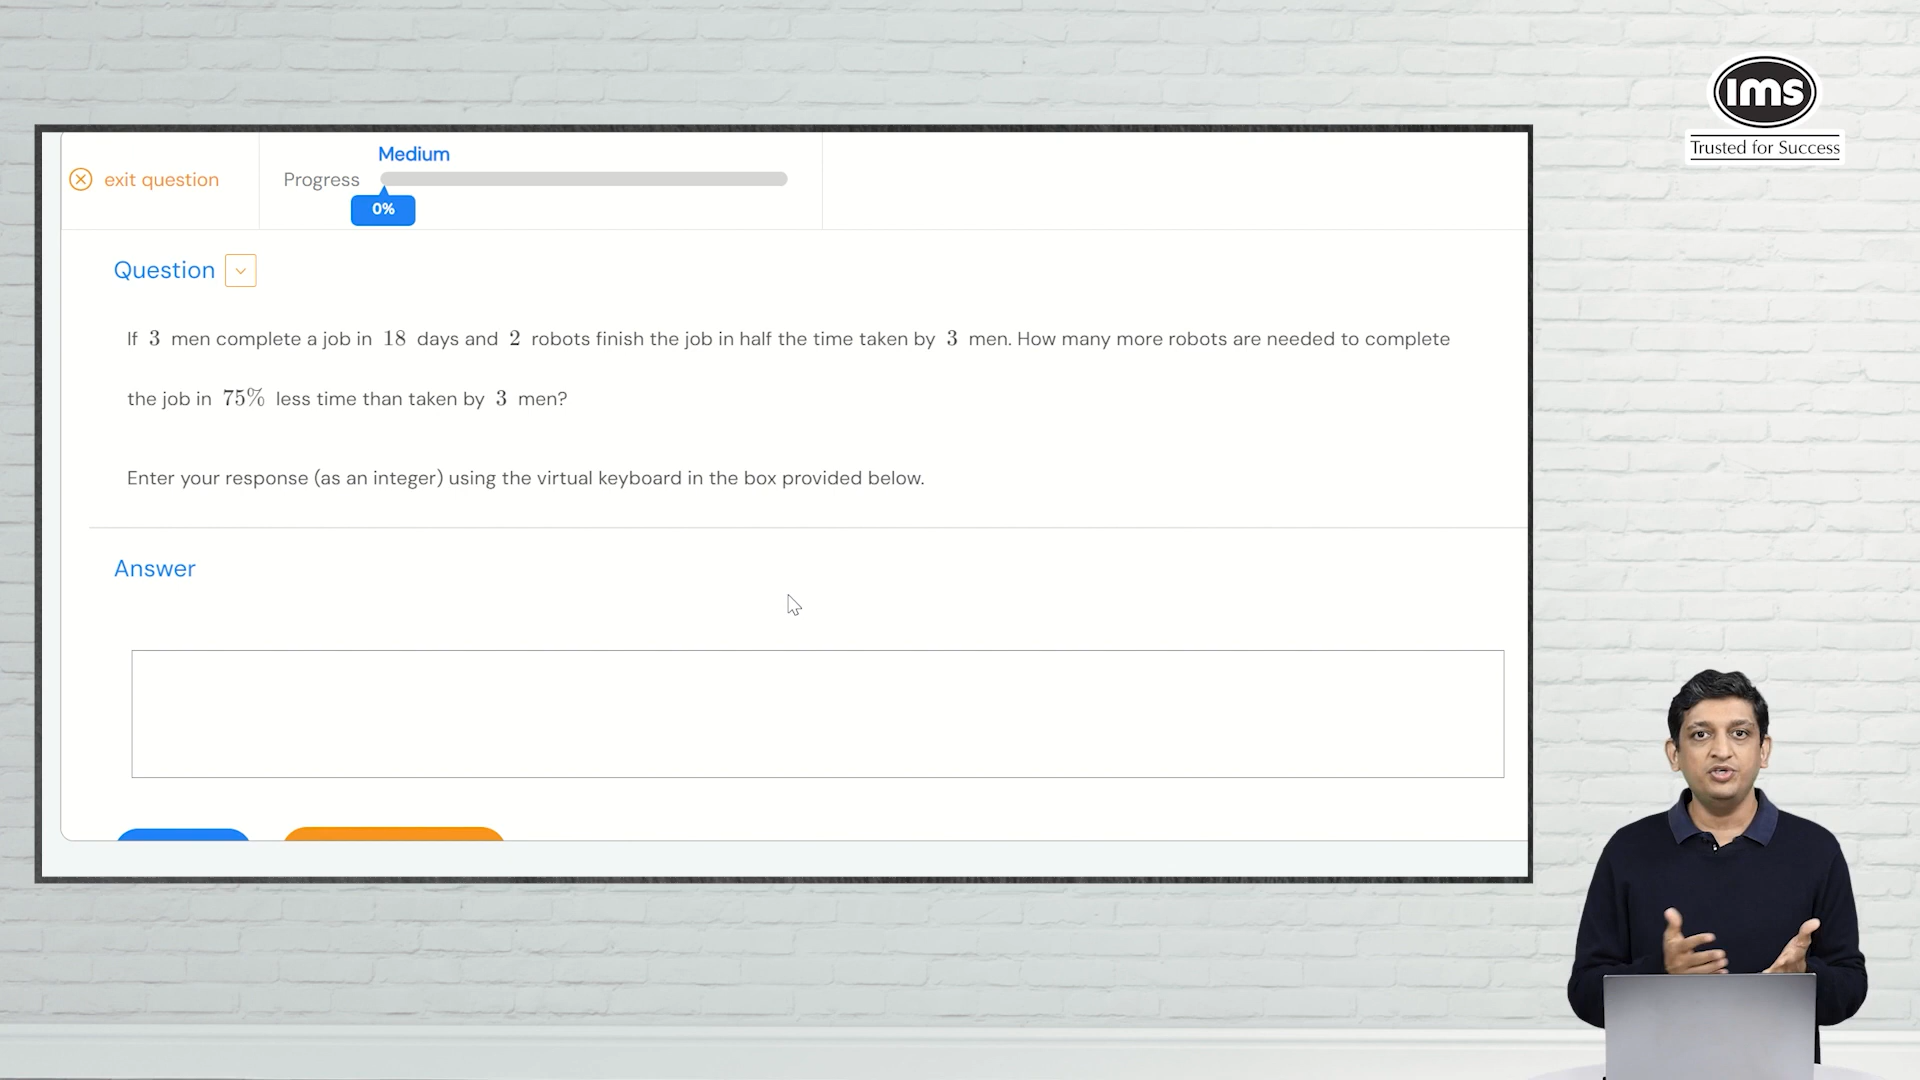 ims
Trusted for Success
Medium
exit question
Progress
0%
Question
If 3 men complete a job in 18 days and 2 robots finish the job in half the time taken by 3 men. How many more robots are needed to complete
the job in 75% less time than taken by 3 men?
Enter your response (as an integer) using the virtual keyboard in the box provided below.
Answer